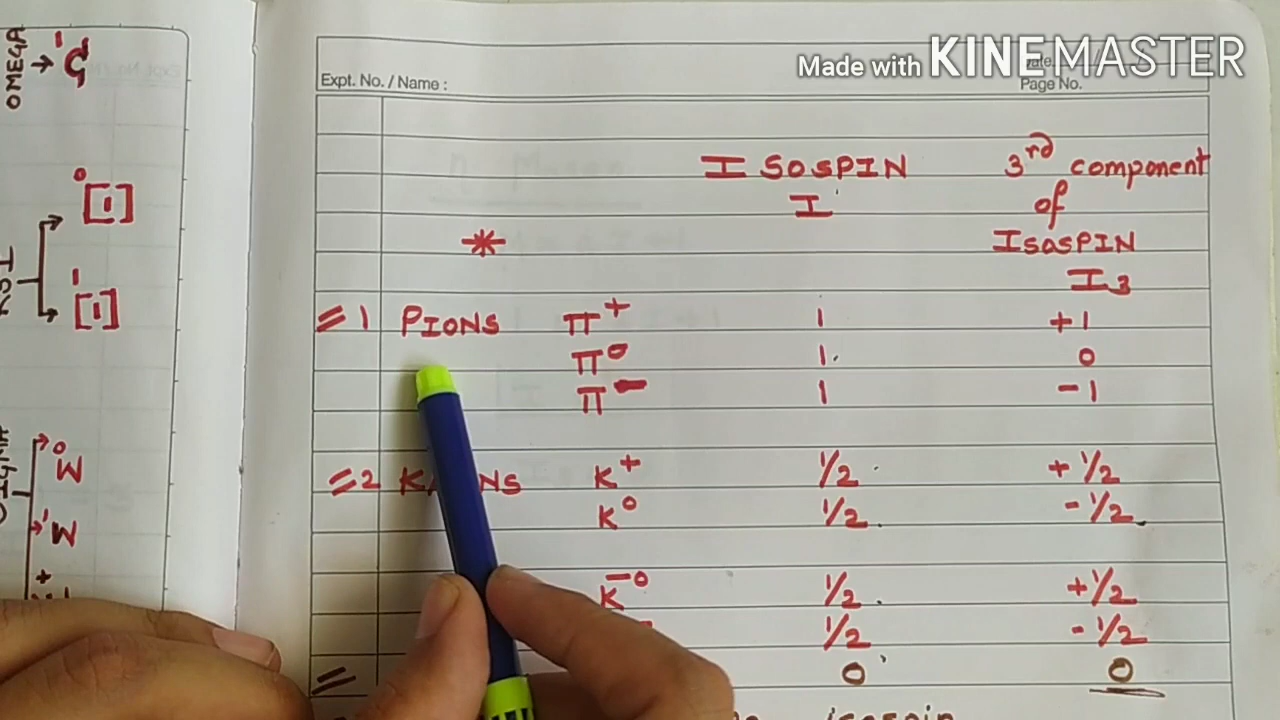 Made with KINEMASTER
Date.
Expt. No. / Name :
Page No.
OMEGA → Ω
ISOSPIN 3rd component
I of
* ISOSPIN
I3
=1 PIONS π+ 1 +1
π0 1 0
π- 1 -1
=2 K NS K+ 1/2 +1/2
K0 1/2 -1/2
K̄0 1/2 +1/2
1/2 -1/2
= 0 0
isospin